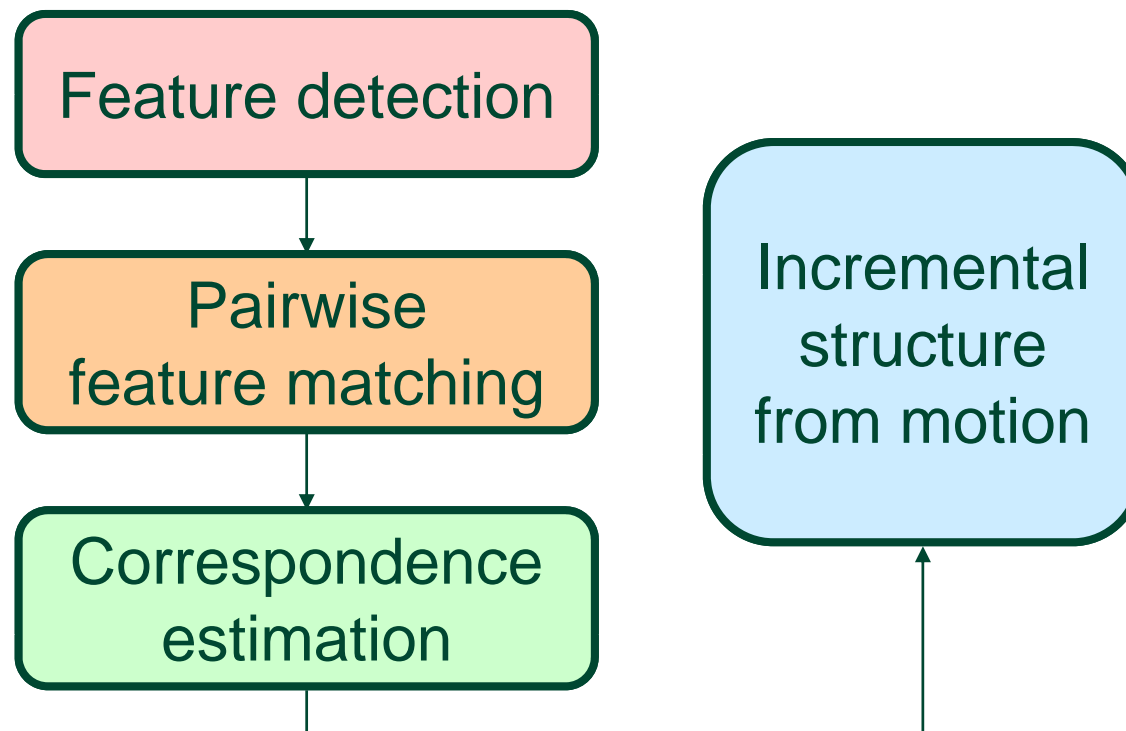 Feature detection
Pairwise
feature matching
Correspondence
estimation
Incremental
structure
from motion